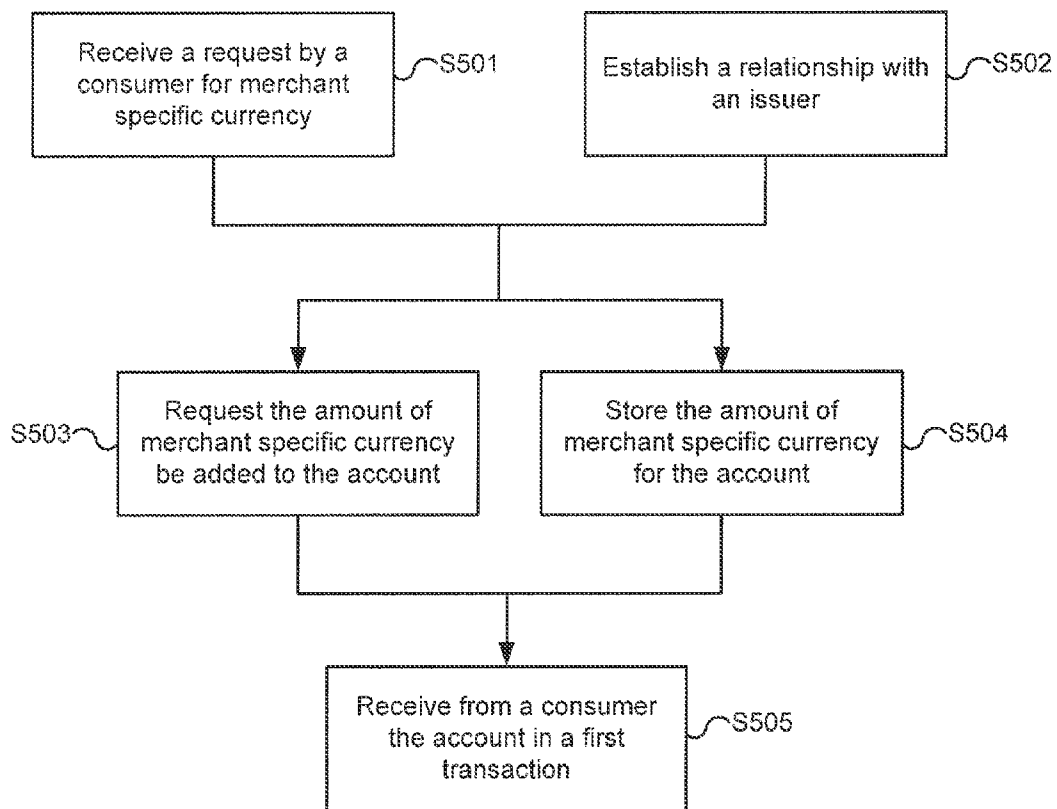 Receive a request by a
consumer for merchant
specific currency
S501
Establish a relationship with
an issuer
S502
S503
Request the amount of
merchant specific currency
be added to the account
Store the amount of
merchant specific currency
for the account
S504
Receive from a consumer
the account in a first
transaction
S505